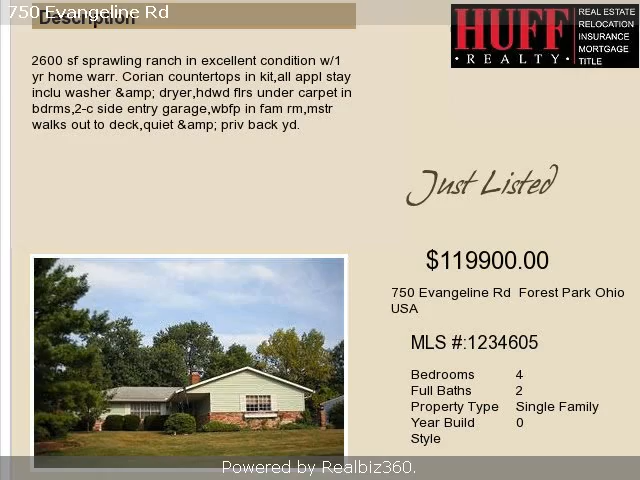 750 Evangeline Rd
Description
2600 sf sprawling ranch in excellent condition w/1
yr home warr. Corian countertops in kit,all appl stay
inclu washer &amp; dryer,hdwd flrs under carpet in
bdrms,2-c side entry garage,wbfp in fam rm,mstr
walks out to deck,quiet &amp; priv back yd.
HUFF
·REALTY·
REAL ESTATE
RELOCATION
INSURANCE
MORTGAGE
TITLE
Just Listed
$119900.00
750 Evangeline Rd  Forest Park Ohio
USA
MLS #:1234605
Bedrooms 4
Full Baths 2
Property Type Single Family
Year Build 0
Style
Powered by Realbiz360.